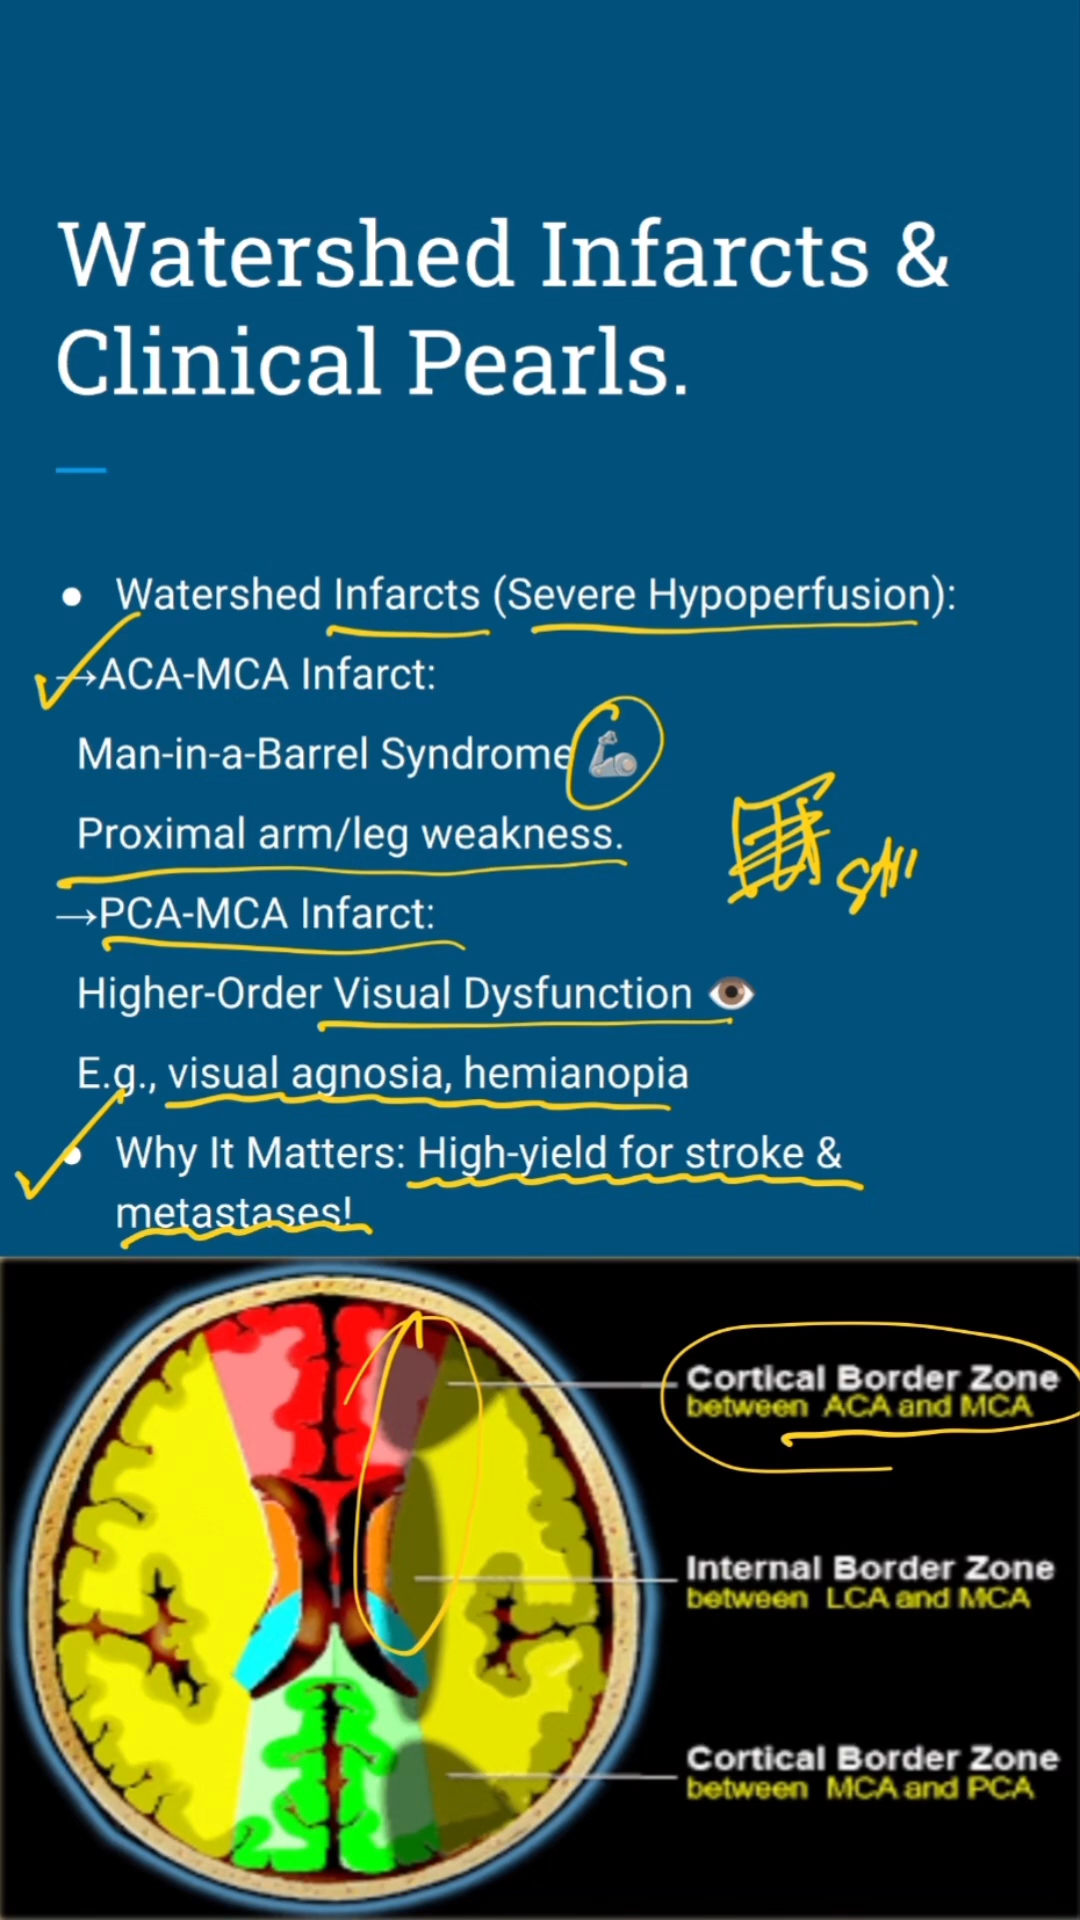 Watershed Infarcts &
Clinical Pearls.
● Watershed Infarcts (Severe Hypoperfusion):
→ACA-MCA Infarct:
Man-in-a-Barrel Syndrome 🦾
Proximal arm/leg weakness.
→PCA-MCA Infarct:
Higher-Order Visual Dysfunction 👁️
E.g., visual agnosia, hemianopia
● Why It Matters: High-yield for stroke &
metastases!
Cortical Border Zone
between ACA and MCA
Internal Border Zone
between LCA and MCA
Cortical Border Zone
between MCA and PCA